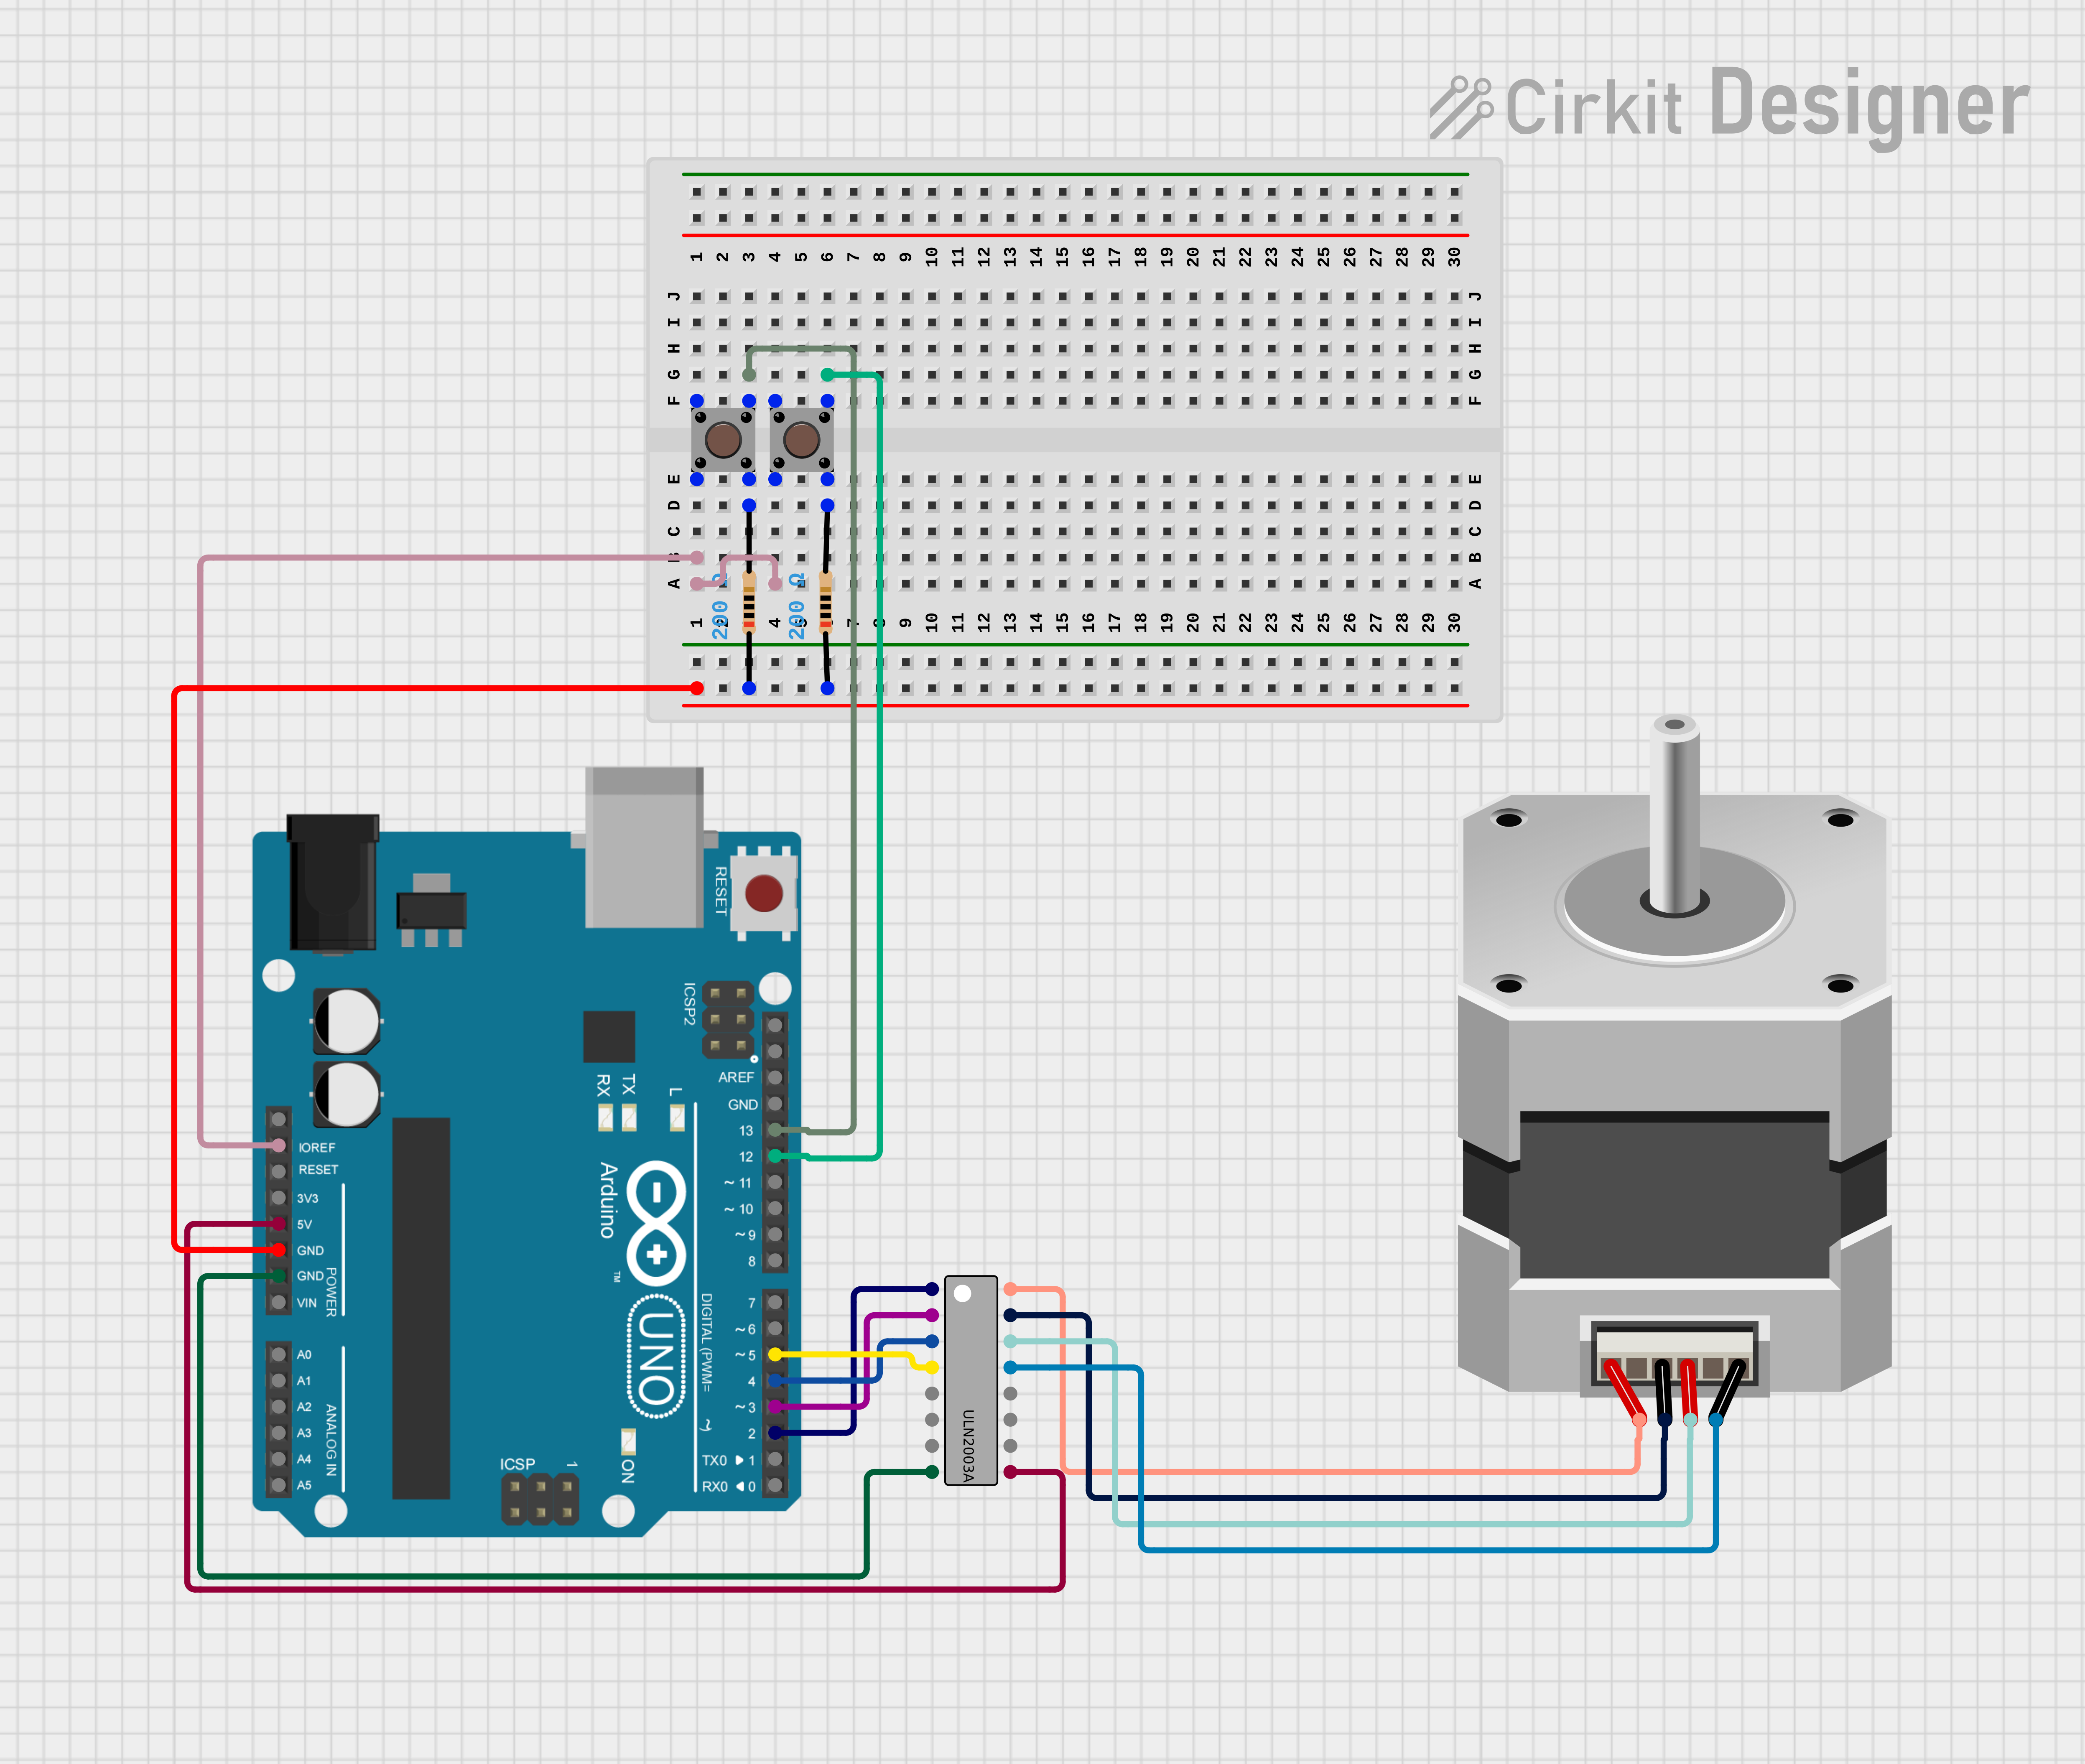 Cirkit Designer
1 2 3 4 5 6 7 8 9 10 11 12 13 14 15 16 17 18 19 20 21 22 23 24 25 26 27 28 29 30
J J
I I
H H
G G
F F
E E
D D
C C
B B
A A
200 Ω 200 Ω
1 4 7 8 9 10 11 12 13 14 15 16 17 18 19 20 21 22 23 24 25 26 27 28 29 30
RESET
ICSP2
RX TX L
AREF
GND
13
12
~ 11
~ 10
~ 9
8
IOREF
RESET
3V3
5V
GND
GND
VIN
POWER
Arduino
TM
UNO
DIGITAL (PWM= ~)
7
~ 6
~ 5
4
~ 3
2
TX0 ▶ 1
RX0 ◀ 0
A0
A1
A2
A3
A4
A5
ANALOG IN
ICSP 1
ON
ULN2003A